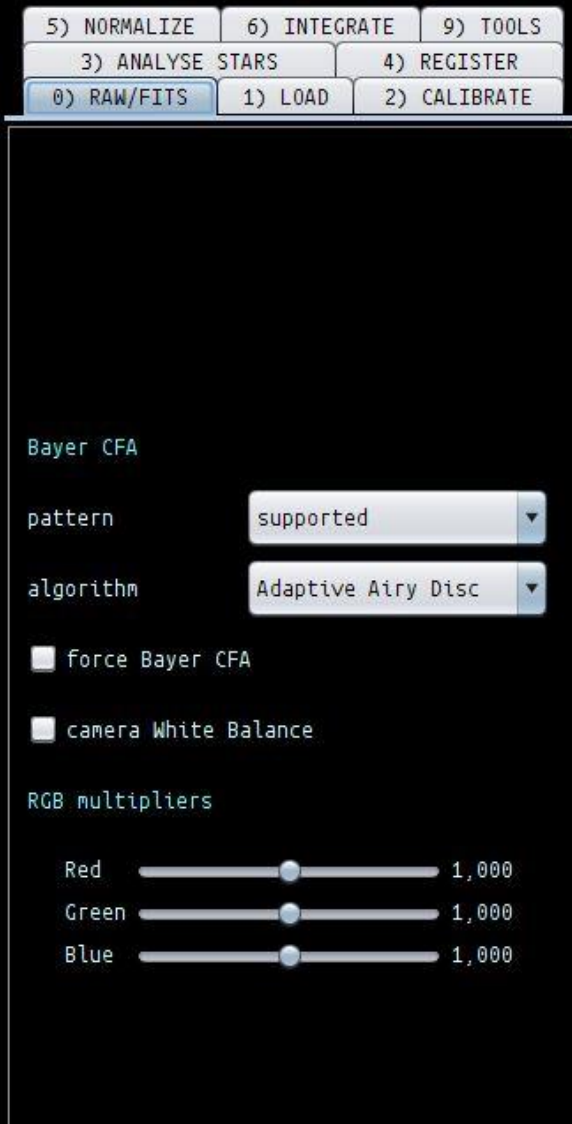 5) NORMALIZE 6) INTEGRATE 9) TOOLS
3) ANALYSE STARS 4) REGISTER
0) RAW/FITS 1) LOAD 2) CALIBRATE
Bayer CFA
pattern supported
algorithm Adaptive Airy Disc
force Bayer CFA
camera White Balance
RGB multipliers
Red 1,000
Green 1,000
Blue 1,000